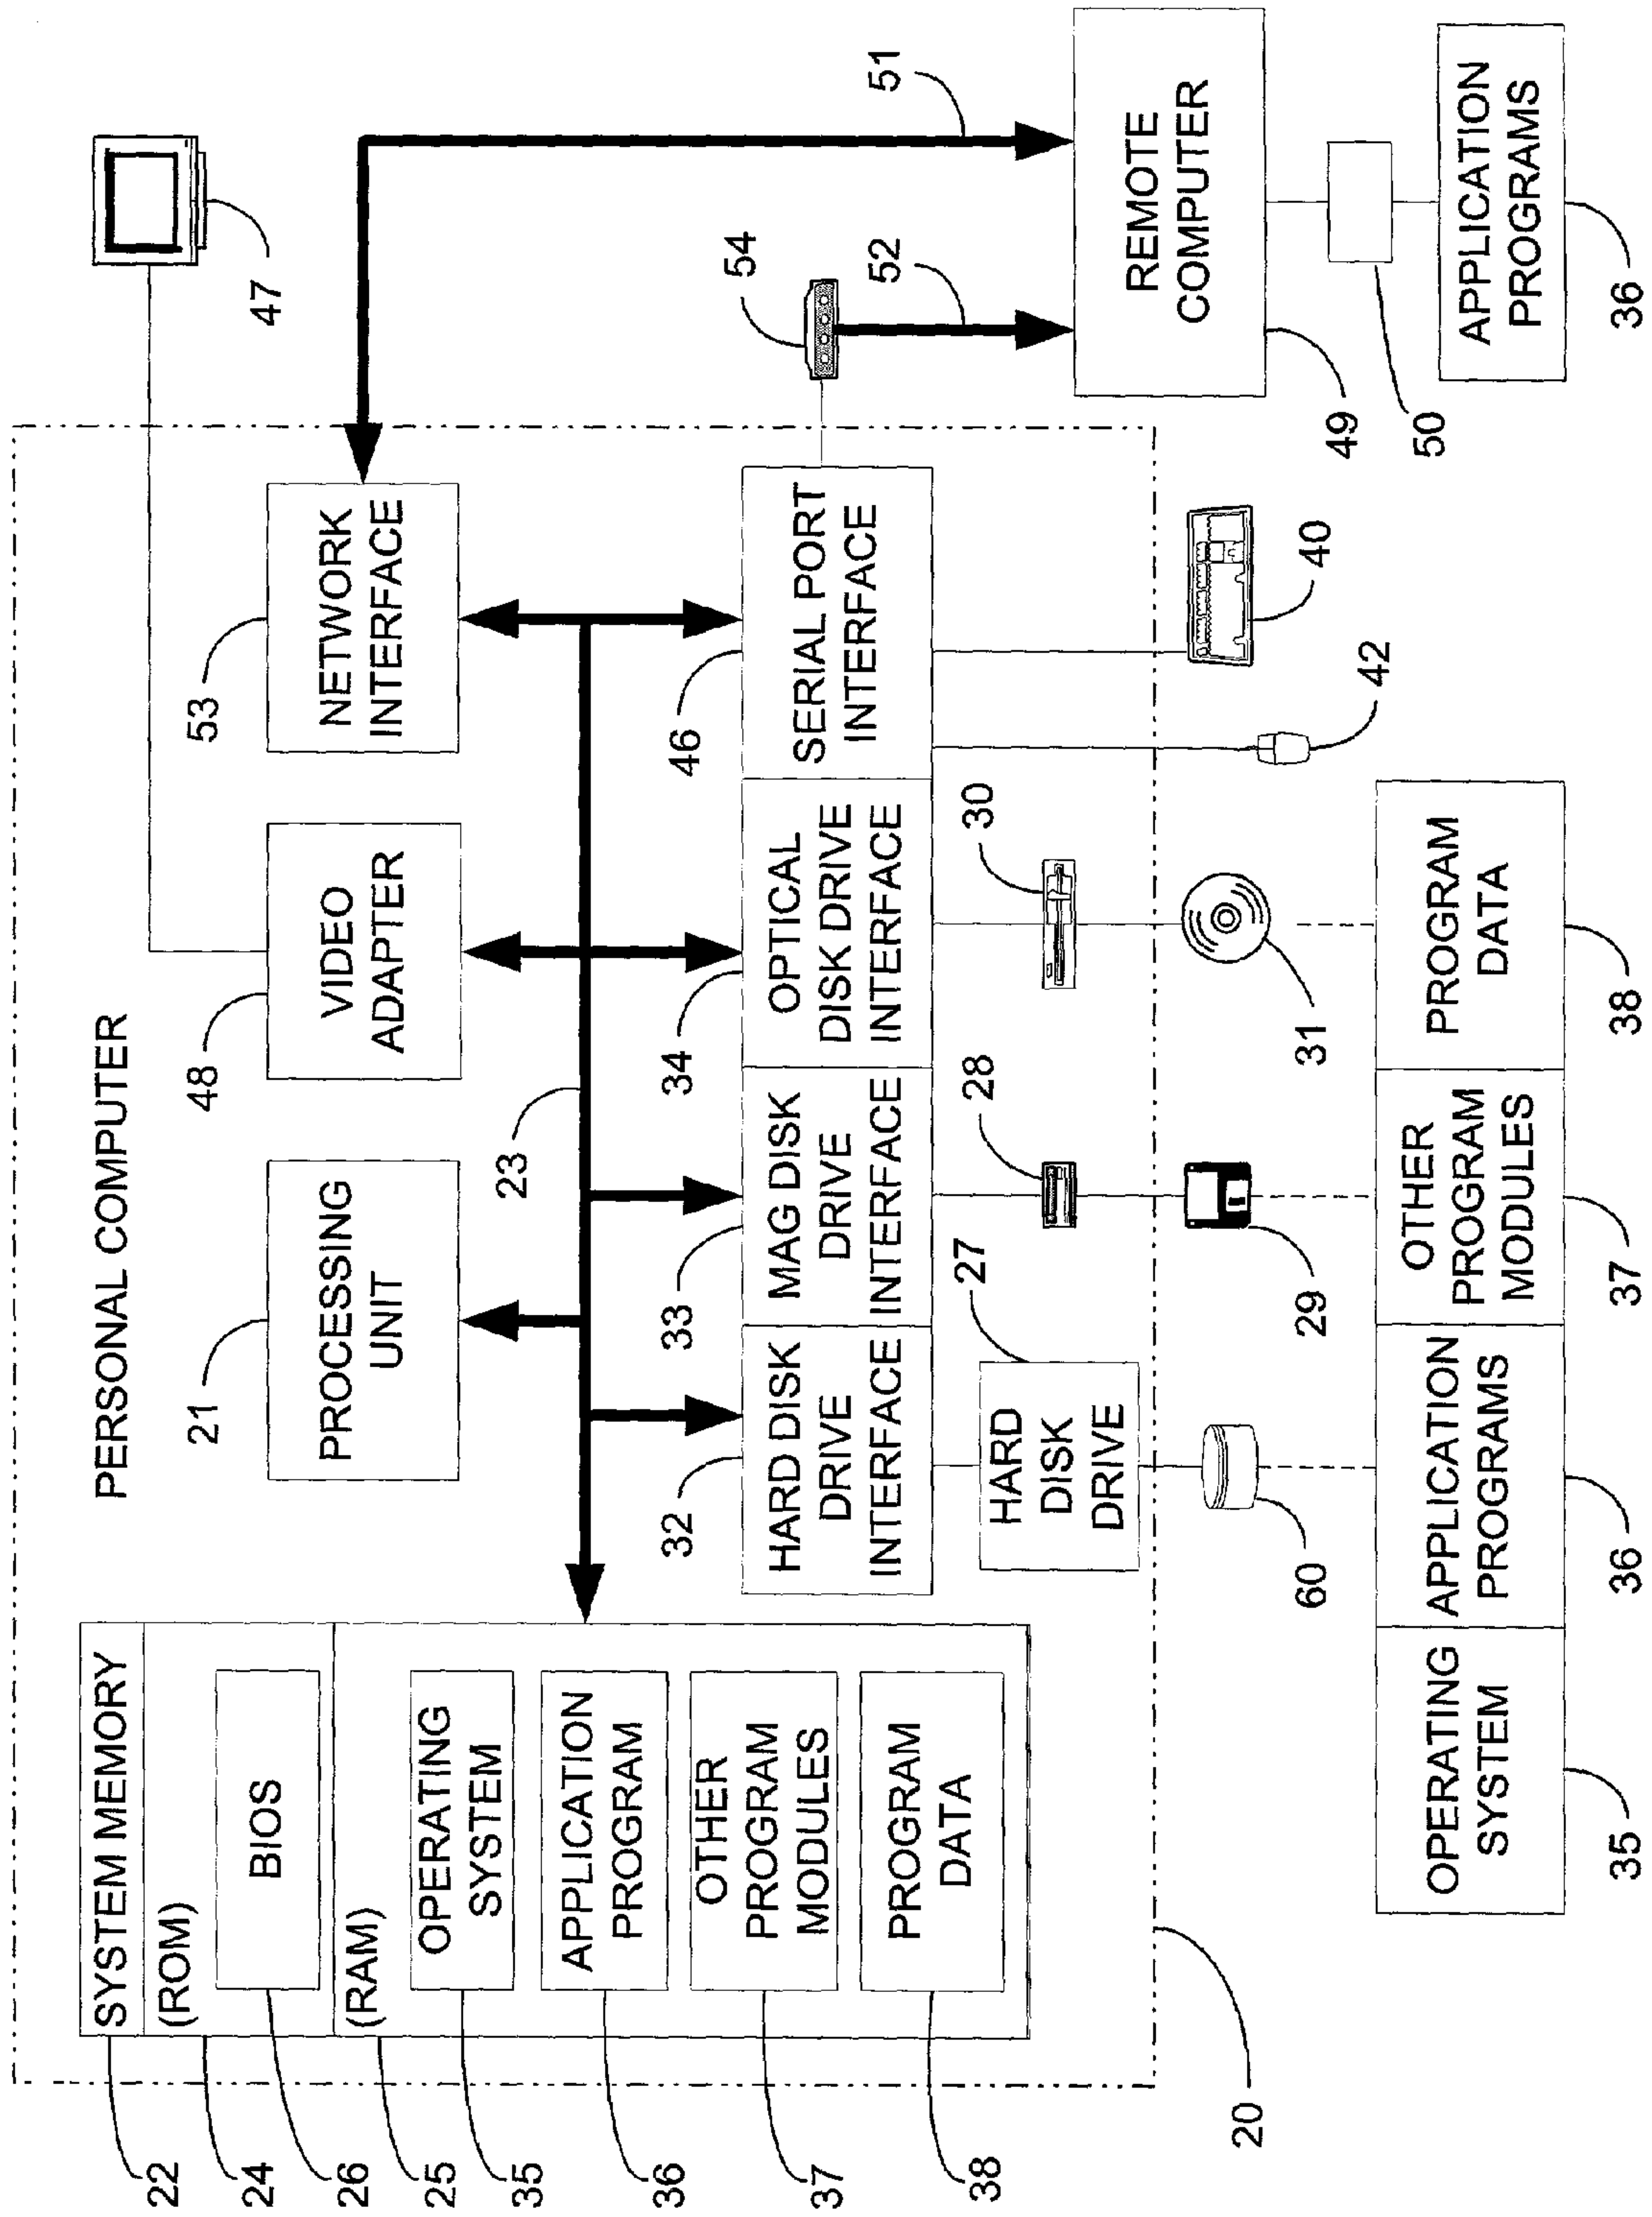 PERSONAL COMPUTER
47
22
SYSTEM MEMORY
24
(ROM)
26
BIOS
25
(RAM)
35
OPERATING
SYSTEM
36
APPLICATION
PROGRAM
37
OTHER
PROGRAM
MODULES
38
PROGRAM
DATA
21
PROCESSING
UNIT
48
VIDEO
ADAPTER
53
NETWORK
INTERFACE
23
32
HARD DISK
DRIVE
INTERFACE
33
MAG DISK
DRIVE
INTERFACE
34
OPTICAL
DISK DRIVE
INTERFACE
46
SERIAL PORT
INTERFACE
54
52
51
27
HARD
DISK
DRIVE
28
30
20
60
29
31
42
40
REMOTE
COMPUTER
49
50
APPLICATION
PROGRAMS
36
OPERATING
SYSTEM
35
APPLICATION
PROGRAMS
36
OTHER
PROGRAM
MODULES
37
PROGRAM
DATA
38